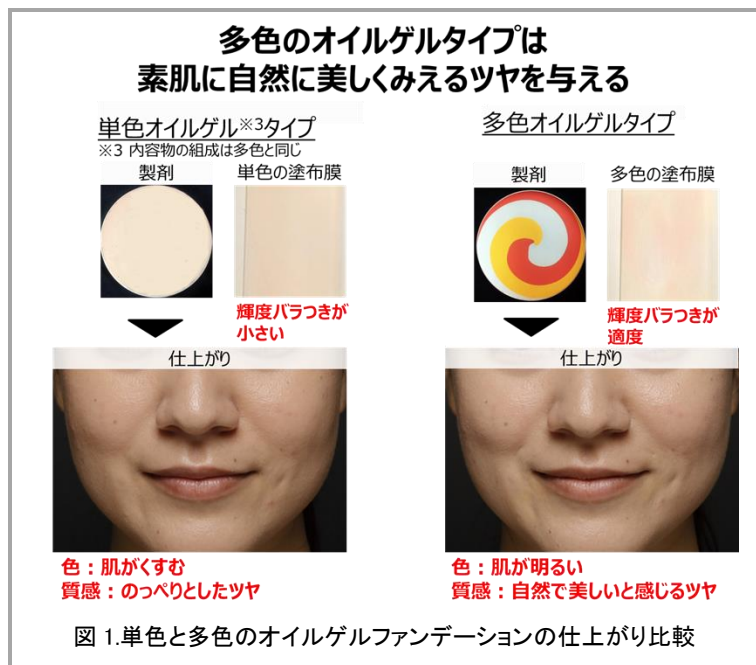 多色のオイルゲルタイプは
素肌に自然に美しくみえるツヤを与える
単色オイルゲル※3タイプ
※3 内容物の組成は多色と同じ
製剤
単色の塗布膜
輝度バラつきが
小さい
仕上がり
色：肌がくすむ
質感：のっぺりとしたツヤ
多色オイルゲルタイプ
製剤
多色の塗布膜
輝度バラつきが
適度
仕上がり
色：肌が明るい
質感：自然で美しいと感じるツヤ
図 1.単色と多色のオイルゲルファンデーションの仕上がり比較